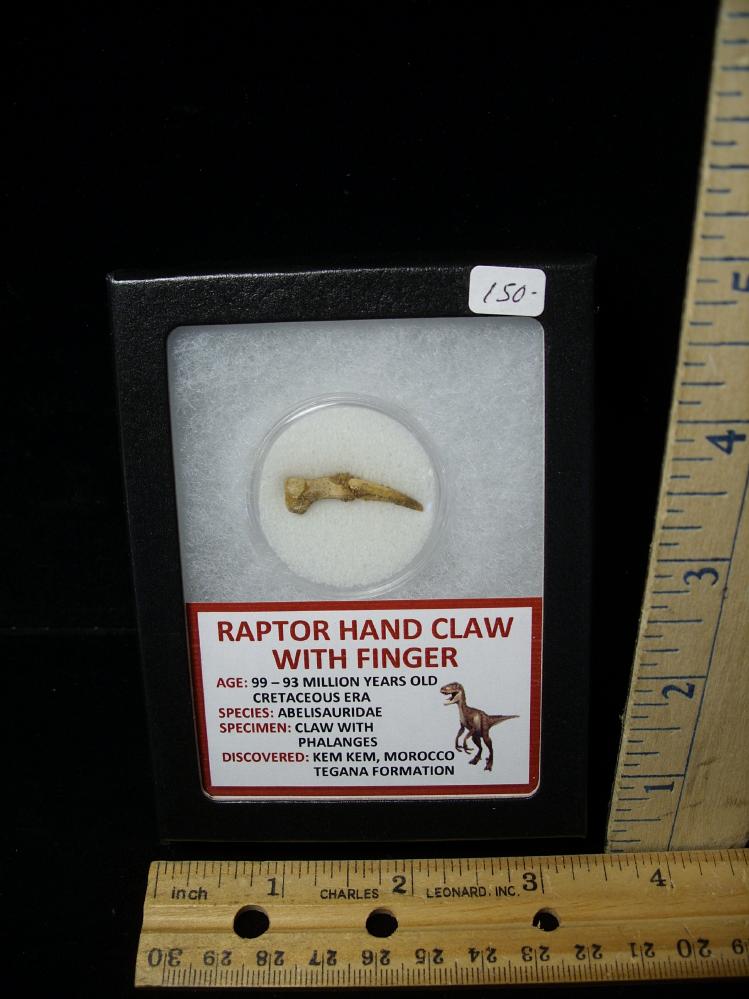 150-
RAPTOR HAND CLAW
WITH FINGER
AGE: 99 – 93 MILLION YEARS OLD
CRETACEOUS ERA
SPECIES: ABELISAURIDAE
SPECIMEN: CLAW WITH
PHALANGES
DISCOVERED: KEM KEM, MOROCCO
TEGANA FORMATION
5
4
3
2
1
inch 1 CHARLES 2 LEONARD. INC. 3 4
30 29 28 27 26 25 24 23 22 21 20 19